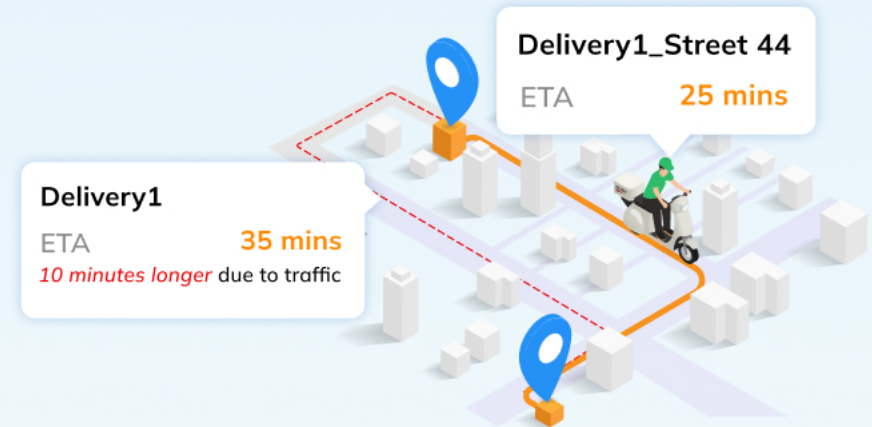 Delivery1_Street 44
ETA 25 mins
Delivery1
ETA 35 mins
10 minutes longer due to traffic